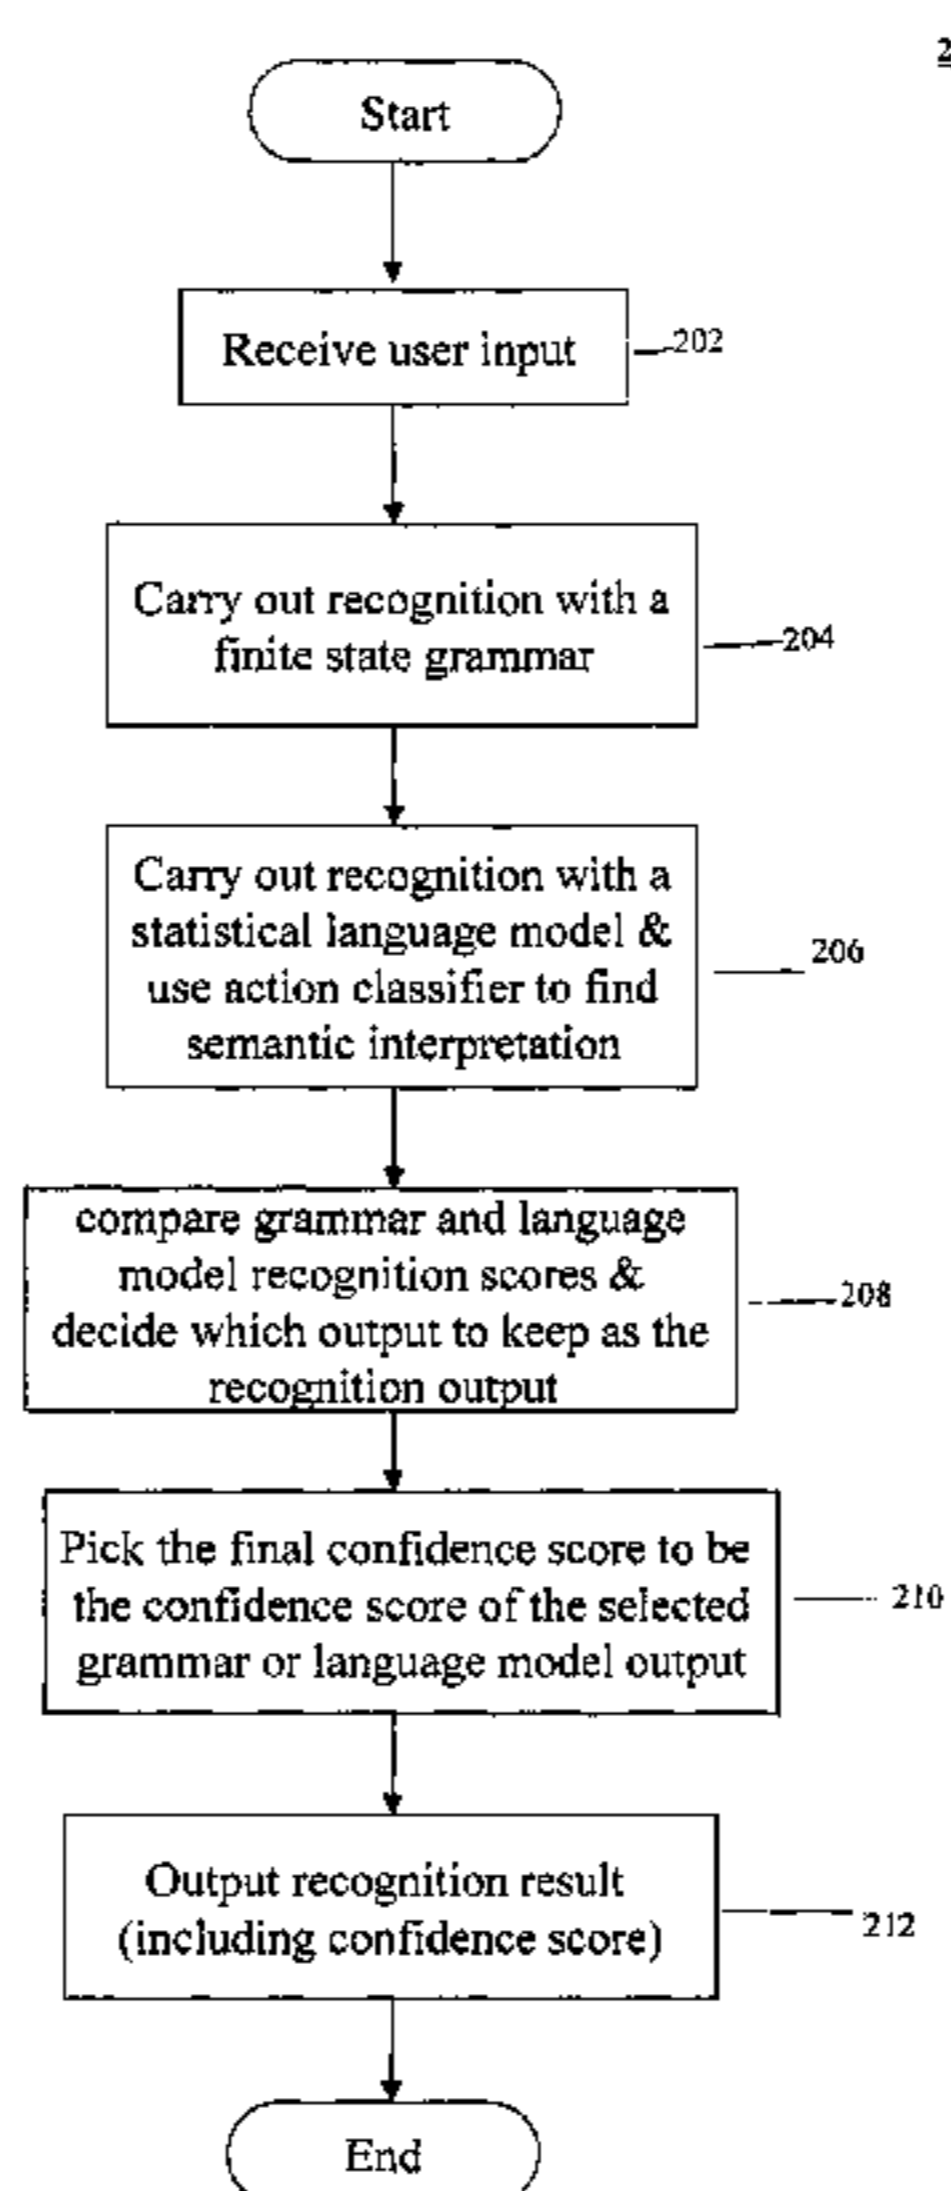 2
Start
Receive user input
202
Carry out recognition with a
finite state grammar
204
Carry out recognition with a
statistical language model &
use action classifier to find
semantic interpretation
206
compare grammar and language
model recognition scores &
decide which output to keep as the
recognition output
208
Pick the final confidence score to be
the confidence score of the selected
grammar or language model output
210
Output recognition result
(including confidence score)
212
End